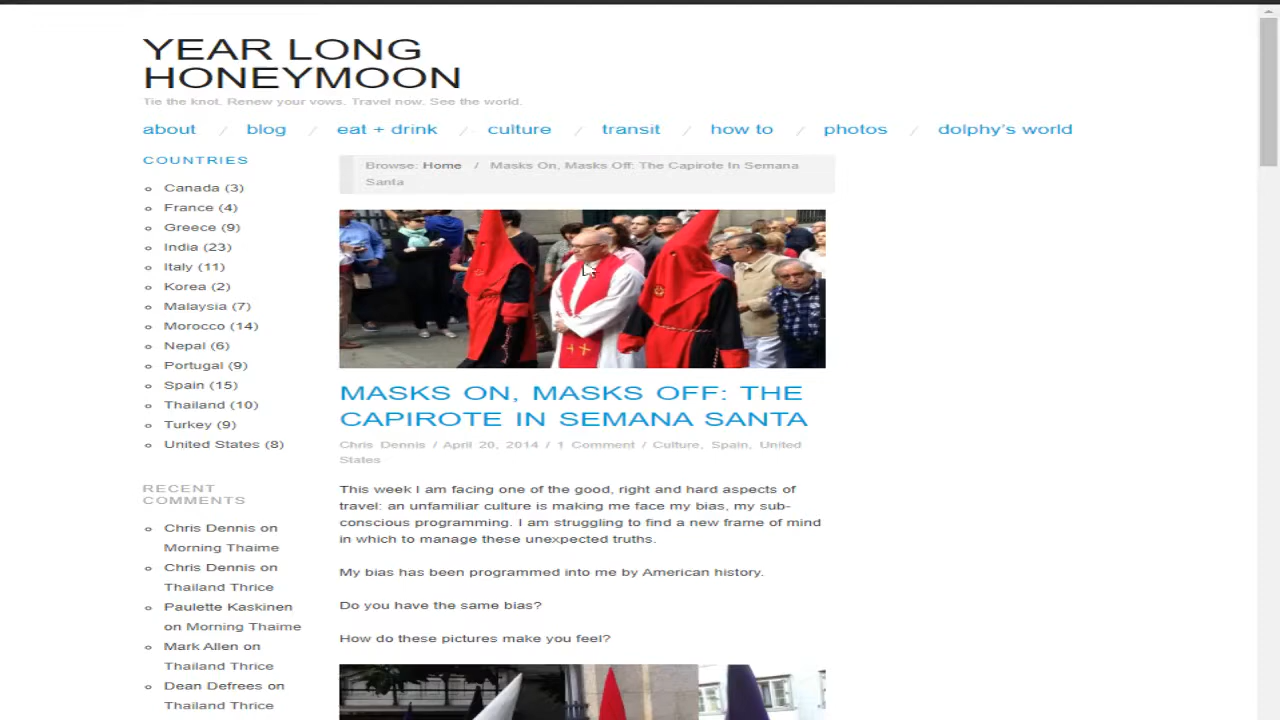 YEAR LONG
HONEYMOON
Tie the knot. Renew your vows. Travel now. See the world.
about / blog / eat + drink / culture / transit / how to / photos / dolphy's world
COUNTRIES
Canada (3)
France (4)
Greece (9)
India (23)
Italy (11)
Korea (2)
Malaysia (7)
Morocco (14)
Nepal (6)
Portugal (9)
Spain (15)
Thailand (10)
Turkey (9)
United States (8)
RECENT
COMMENTS
Chris Dennis on
Morning Thaime
Chris Dennis on
Thailand Thrice
Paulette Kaskinen
on Morning Thaime
Mark Allen on
Thailand Thrice
Dean Defrees on
Thailand Thrice
Browse: Home / Masks On, Masks Off: The Capirote In Semana
Santa
MASKS ON, MASKS OFF: THE
CAPIROTE IN SEMANA SANTA
Chris Dennis / April 20, 2014 / 1 Comment / Culture, Spain, United
States
This week I am facing one of the good, right and hard aspects of
travel: an unfamiliar culture is making me face my bias, my sub-
conscious programming. I am struggling to find a new frame of mind
in which to manage these unexpected truths.
My bias has been programmed into me by American history.
Do you have the same bias?
How do these pictures make you feel?